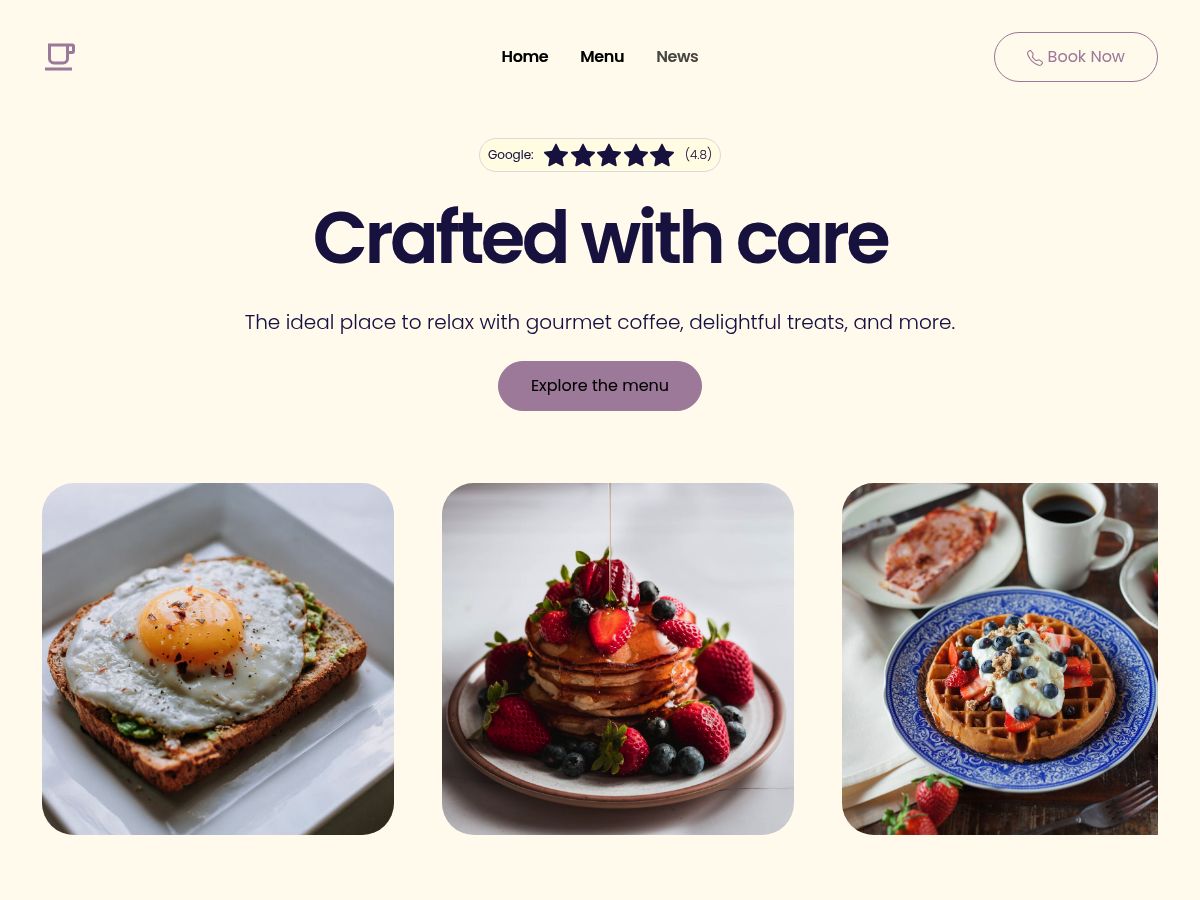 Home Menu News
Book Now
Google: (4.8)
Crafted with care
The ideal place to relax with gourmet coffee, delightful treats, and more.
Explore the menu